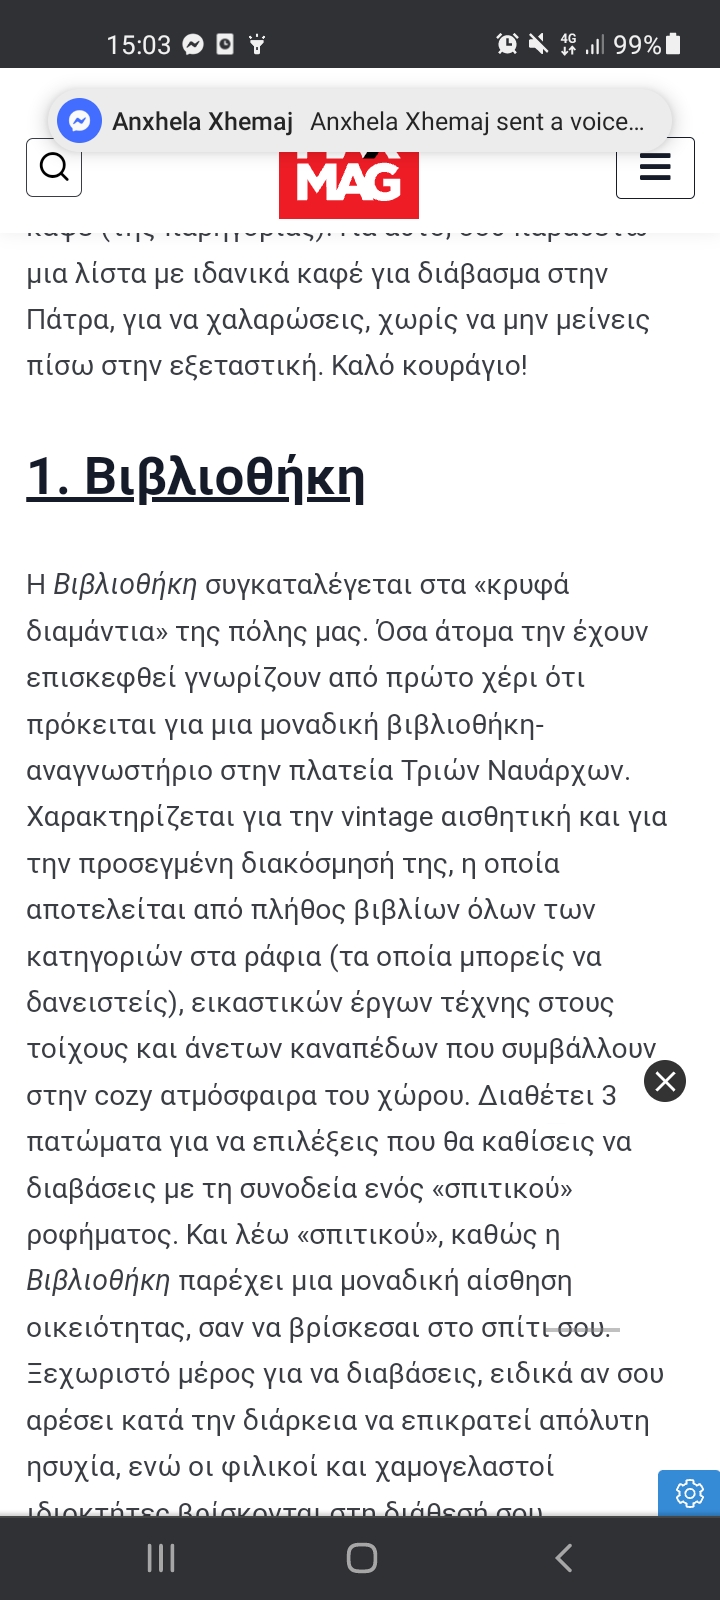 15:03
4G
99%
Anxhela Xhemaj Anxhela Xhemaj sent a voice...
MAG
μια λίστα με ιδανικά καφέ για διάβασμα στην
Πάτρα, για να χαλαρώσεις, χωρίς να μην μείνεις
πίσω στην εξεταστική. Καλό κουράγιο!
1. Βιβλιοθήκη
Η Βιβλιοθήκη συγκαταλέγεται στα «κρυφά
διαμάντια» της πόλης μας. Όσα άτομα την έχουν
επισκεφθεί γνωρίζουν από πρώτο χέρι ότι
πρόκειται για μια μοναδική βιβλιοθήκη-
αναγνωστήριο στην πλατεία Τριών Ναυάρχων.
Χαρακτηρίζεται για την vintage αισθητική και για
την προσεγμένη διακόσμησή της, η οποία
αποτελείται από πλήθος βιβλίων όλων των
κατηγοριών στα ράφια (τα οποία μπορείς να
δανειστείς), εικαστικών έργων τέχνης στους
τοίχους και άνετων καναπέδων που συμβάλλουν
στην cozy ατμόσφαιρα του χώρου. Διαθέτει 3
πατώματα για να επιλέξεις που θα καθίσεις να
διαβάσεις με τη συνοδεία ενός «σπιτικού»
ροφήματος. Και λέω «σπιτικού», καθώς η
Βιβλιοθήκη παρέχει μια μοναδική αίσθηση
οικειότητας, σαν να βρίσκεσαι στο σπίτι σου.
Ξεχωριστό μέρος για να διαβάσεις, ειδικά αν σου
αρέσει κατά την διάρκεια να επικρατεί απόλυτη
ησυχία, ενώ οι φιλικοί και χαμογελαστοί
ιδιοκτήτες βρίσκονται στη διάθεσή σου